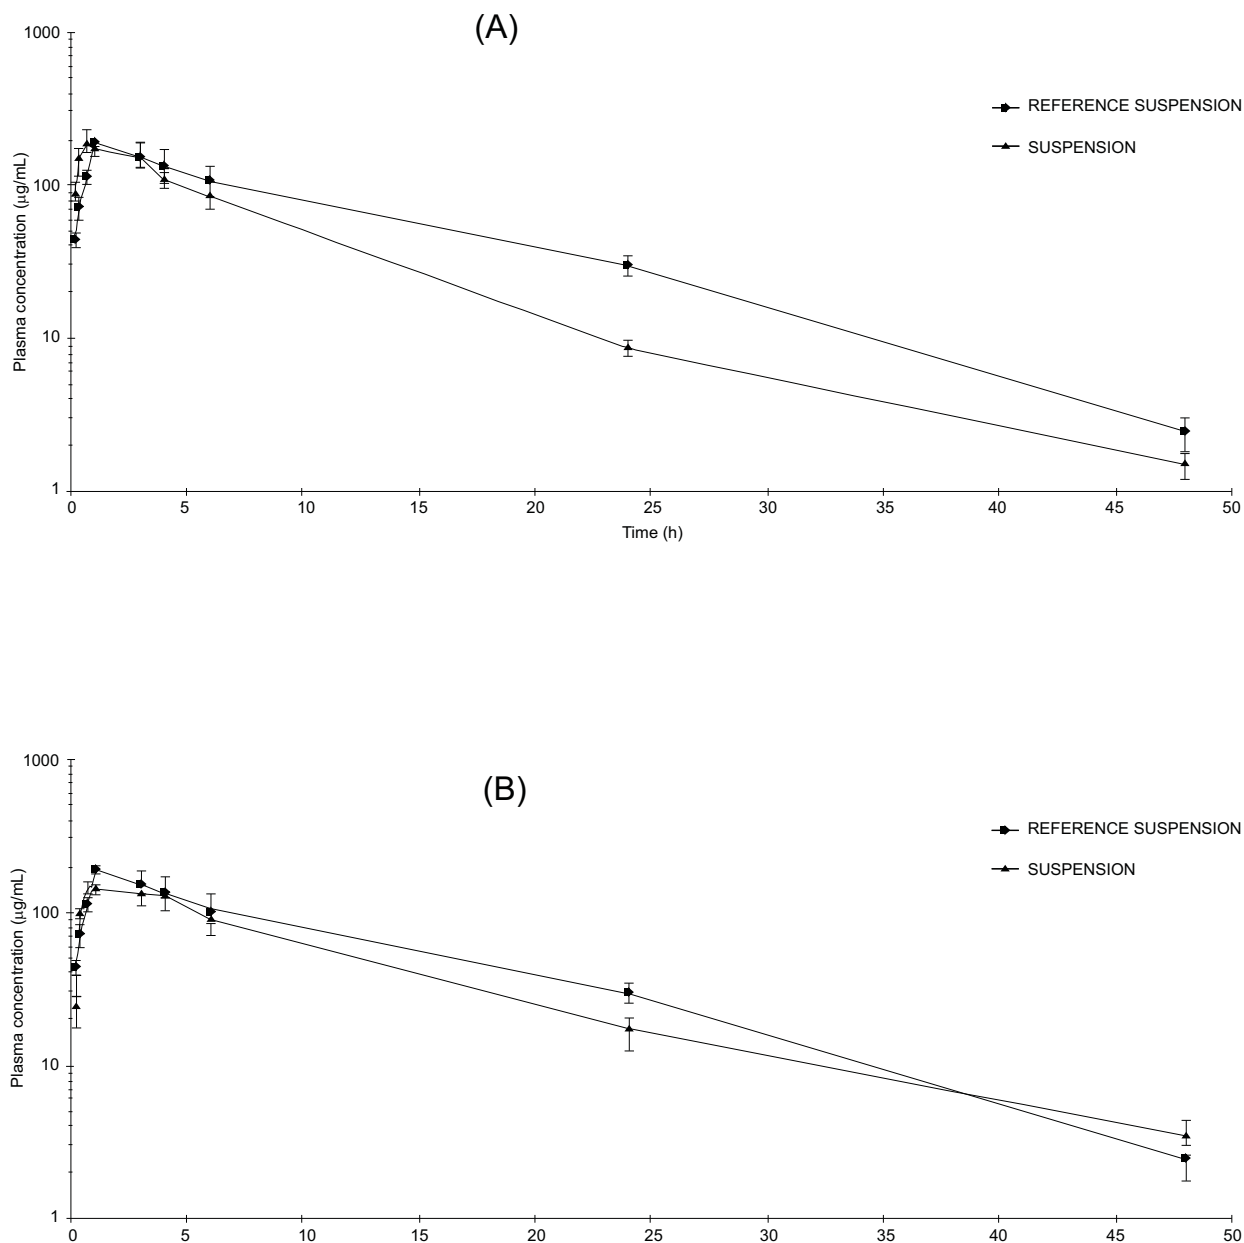 (A)
1000
100
10
1
Plasma concentration (µg/mL)
REFERENCE SUSPENSION
SUSPENSION
0 5 10 15 20 25 30 35 40 45 50
Time (h)
(B)
1000
100
10
1
Plasma concentration (µg/mL)
REFERENCE SUSPENSION
SUSPENSION
0 5 10 15 20 25 30 35 40 45 50